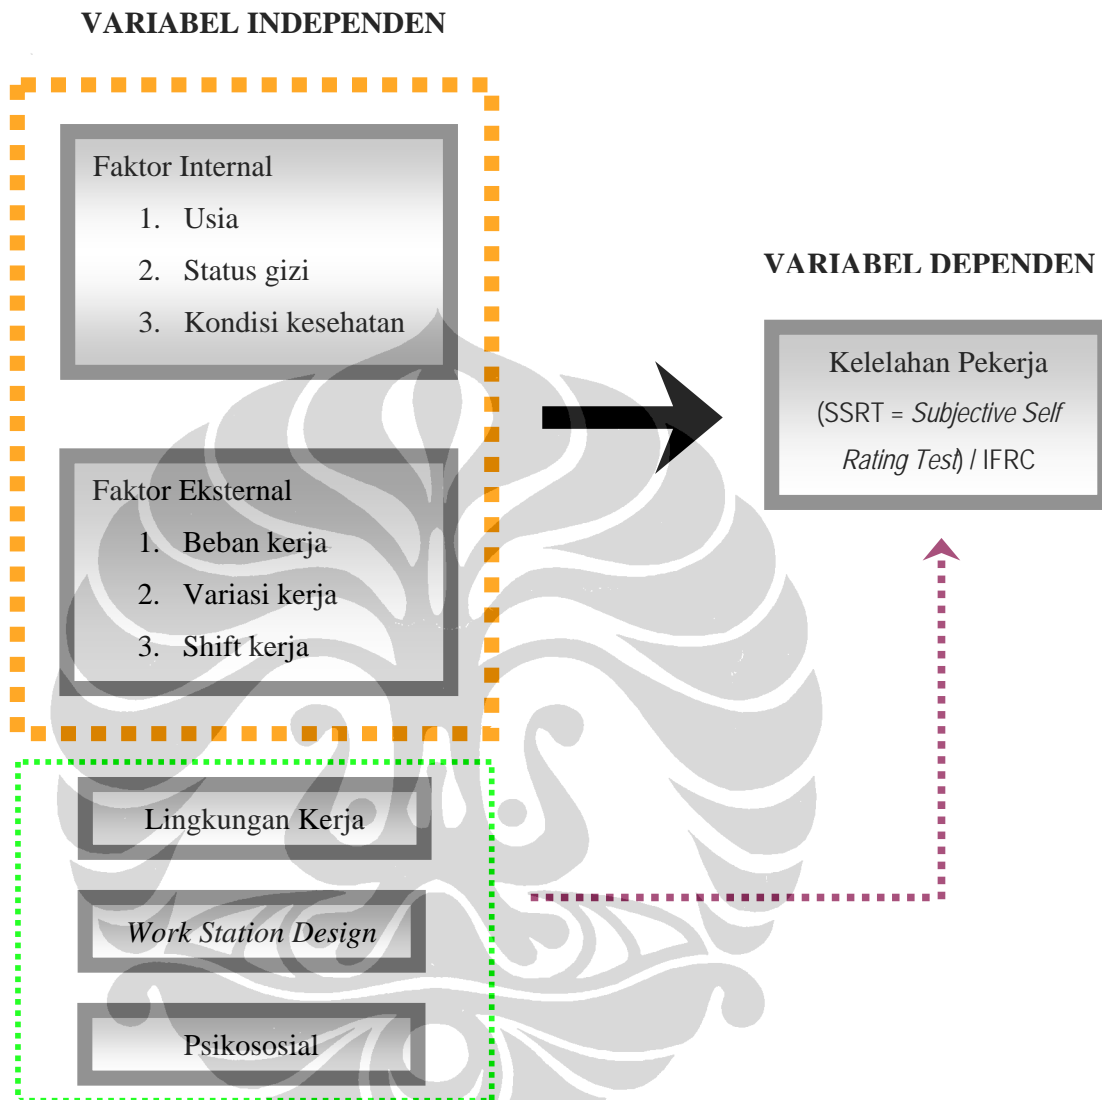 VARIABEL INDEPENDEN
Faktor Internal
1. Usia
2. Status gizi
3. Kondisi kesehatan
Faktor Eksternal
1. Beban kerja
2. Variasi kerja
3. Shift kerja
Lingkungan Kerja
Work Station Design
Psikososial
VARIABEL DEPENDEN
Kelelahan Pekerja
(SSRT = Subjective Self
Rating Test) / IFRC